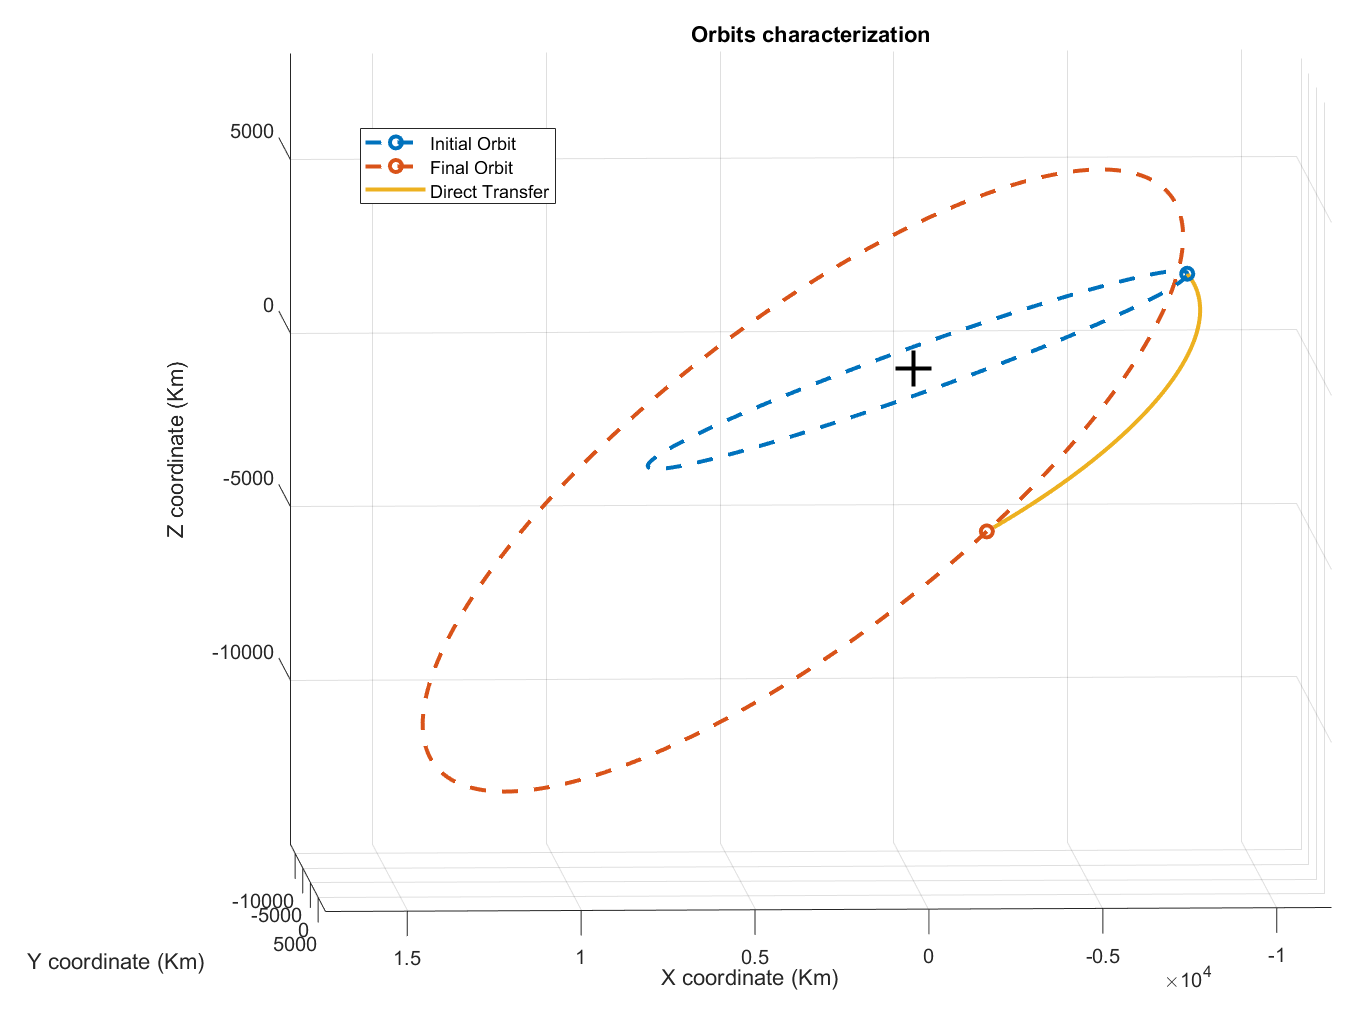 Orbits characterization
Initial Orbit
Final Orbit
Direct Transfer
5000
0
-5000
-10000
Z coordinate (Km)
-10000
-5000
0
5000
Y coordinate (Km)
1.5
1
0.5
0
-0.5
-1
X coordinate (Km)
×10^4